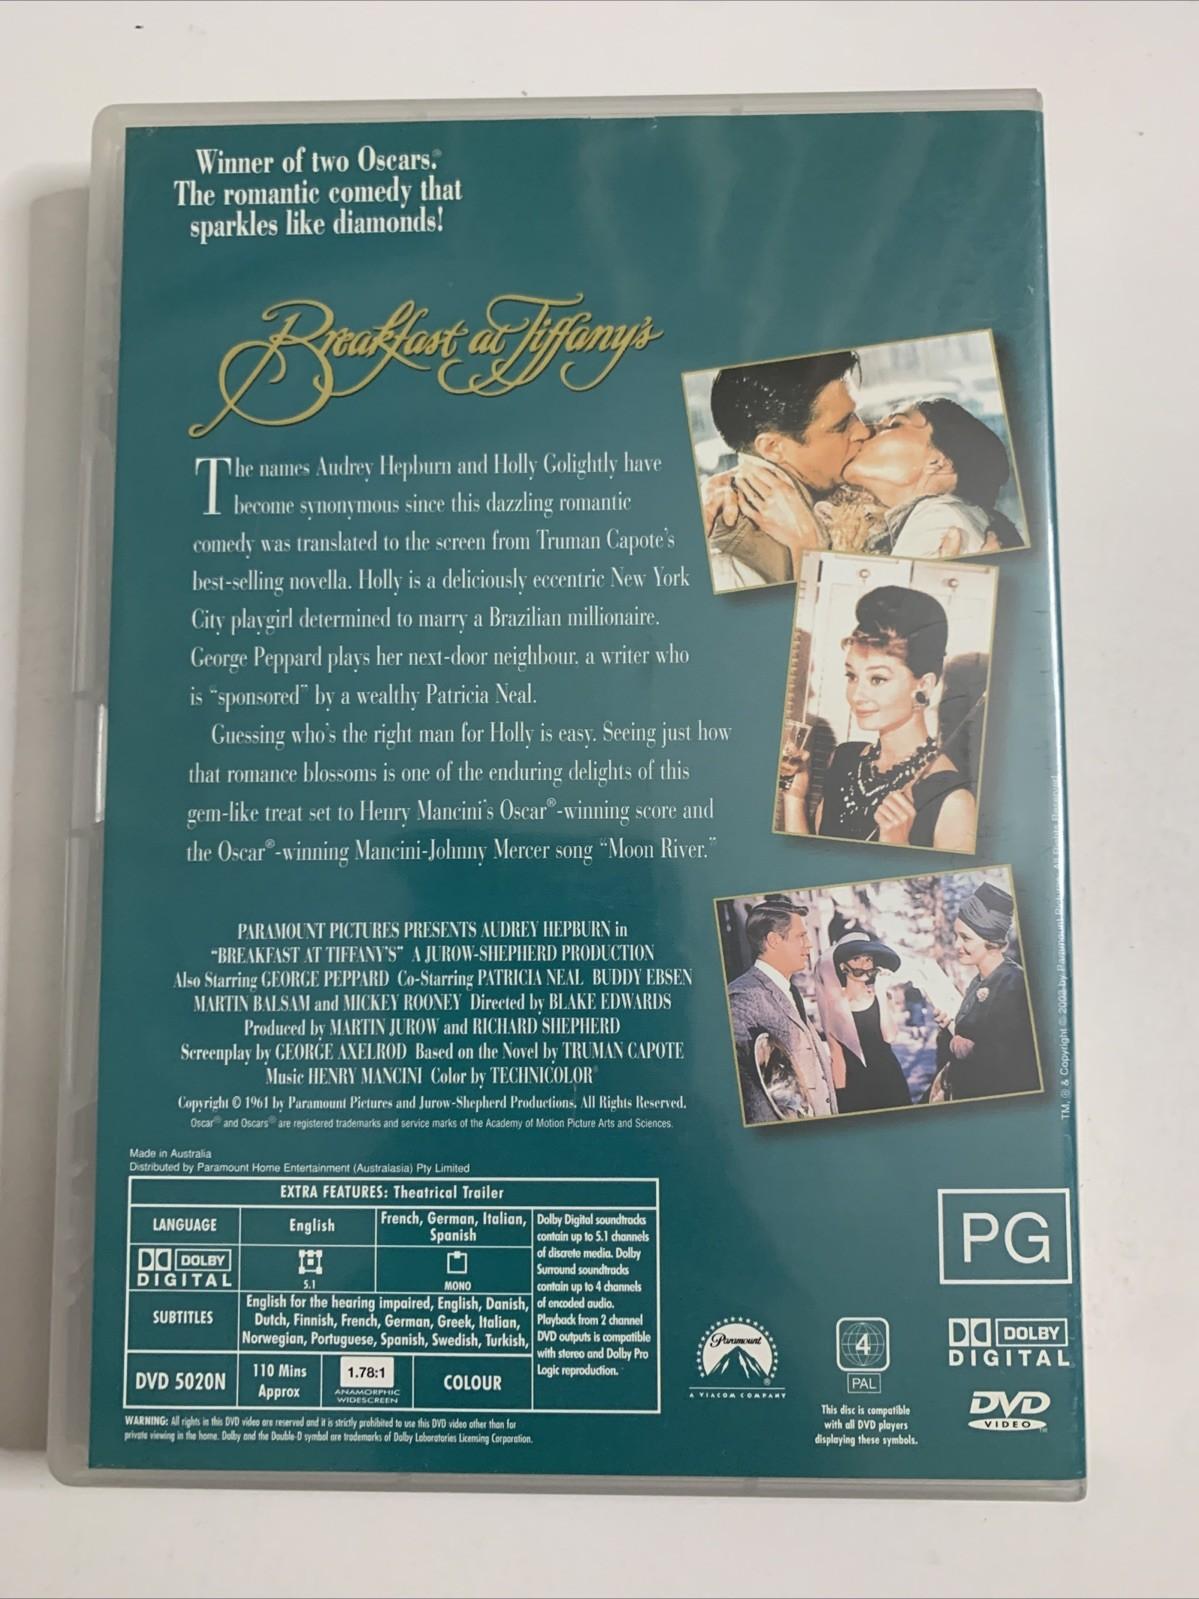 Winner of two Oscars.®
The romantic comedy that
sparkles like diamonds!
Breakfast at Tiffany's
The names Audrey Hepburn and Holly Golightly have
become synonymous since this dazzling romantic
comedy was translated to the screen from Truman Capote's
best-selling novella. Holly is a deliciously eccentric New York
City playgirl determined to marry a Brazilian millionaire.
George Peppard plays her next-door neighbour, a writer who
is "sponsored" by a wealthy Patricia Neal.
Guessing who's the right man for Holly is easy. Seeing just how
that romance blossoms is one of the enduring delights of this
gem-like treat set to Henry Mancini's Oscar®-winning score and
the Oscar®-winning Mancini-Johnny Mercer song "Moon River."
PARAMOUNT PICTURES PRESENTS AUDREY HEPBURN in
"BREAKFAST AT TIFFANY'S" A JUROW-SHEPHERD PRODUCTION
Also Starring GEORGE PEPPARD Co-Starring PATRICIA NEAL BUDDY EBSEN
MARTIN BALSAM and MICKEY ROONEY Directed by BLAKE EDWARDS
Produced by MARTIN JUROW and RICHARD SHEPHERD
Screenplay by GEORGE AXELROD Based on the Novel by TRUMAN CAPOTE
Music HENRY MANCINI Color by TECHNICOLOR®
Copyright © 1961 by Paramount Pictures and Jurow-Shepherd Productions. All Rights Reserved.
Oscar® and Oscars® are registered trademarks and service marks of the Academy of Motion Picture Arts and Sciences.
TM, ® & Copyright © 2003 by Paramount Pictures. All Rights Reserved.
Made in Australia
Distributed by Paramount Home Entertainment (Australasia) Pty Limited
EXTRA FEATURES: Theatrical Trailer
LANGUAGE
English
French, German, Italian,
Spanish
DOLBY
DIGITAL
5.1
MONO
SUBTITLES
English for the hearing impaired, English, Danish,
Dutch, Finnish, French, German, Greek, Italian,
Norwegian, Portuguese, Spanish, Swedish, Turkish,
DVD 5020N
110 Mins
Approx
1.78:1
ANAMORPHIC
WIDESCREEN
COLOUR
Dolby Digital soundtracks
contain up to 5.1 channels
of discrete media. Dolby
Surround soundtracks
contain up to 4 channels
of encoded audio.
Playback from 2 channel
DVD outputs is compatible
with stereo and Dolby Pro
Logic reproduction.
WARNING: All rights in this DVD video are reserved and it is strictly prohibited to use this DVD video other than for
private viewing in the home. Dolby and the Double-D symbol are trademarks of Dolby Laboratories Licensing Corporation.
Paramount
®
A VIACOM COMPANY
4
PAL
This disc is compatible
with all DVD players
displaying these symbols.
PG
DOLBY
DIGITAL
DVD
VIDEO
TM